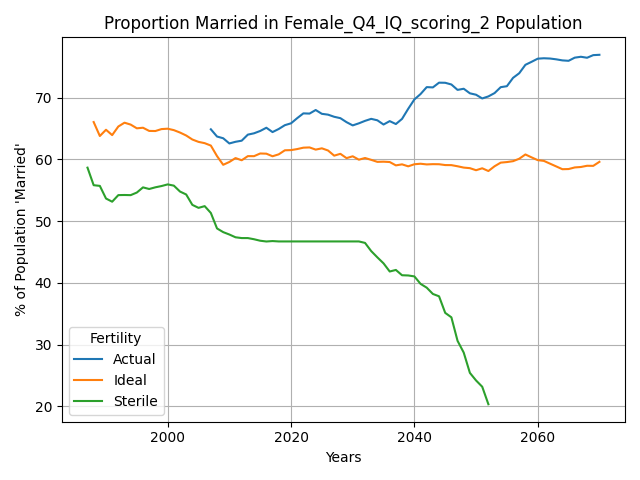 Proportion Married in Female_Q4_IQ_scoring_2 Population
% of Population 'Married'
70
60
50
40
30
20
Fertility
Actual
Ideal
Sterile
2000
2020
2040
2060
Years